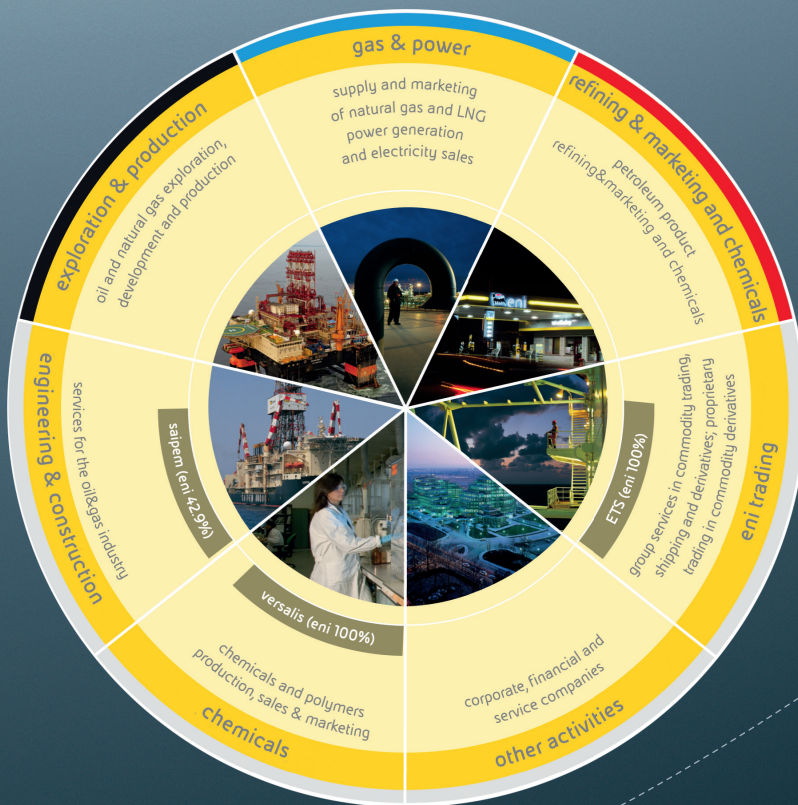 gas & power
supply and marketing
of natural gas and LNG
power generation
and electricity sales
refining & marketing and chemicals
petroleum product
refining&marketing and chemicals
eni trading
group services in commodity trading,
shipping and derivatives; proprietary
trading in commodity derivatives
ETS (eni 100%)
other activities
corporate, financial and
service companies
chemicals
chemicals and polymers
production, sales & marketing
versalis (eni 100%)
engineering & construction
services for the oil&gas industry
saipem (eni 42.9%)
exploration & production
oil and natural gas exploration,
development and production
eni